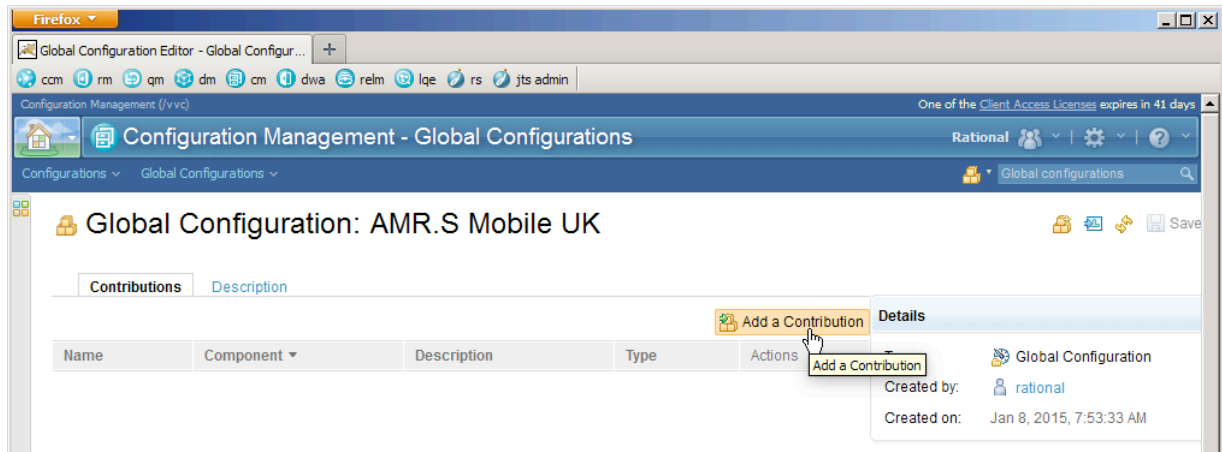 Firefox
Global Configuration Editor - Global Configur...
ccm rm qm dm cm dwa relm lqe rs jts admin
Configuration Management (/vvc) One of the Client Access Licenses expires in 41 days
Configuration Management - Global Configurations Rational
Configurations Global Configurations Global configurations
Global Configuration: AMR.S Mobile UK Save
Contributions Description
Add a Contribution Details
Name Component Description Type Actions Global Configuration
Add a Contribution
Created by: rational
Created on: Jan 8, 2015, 7:53:33 AM